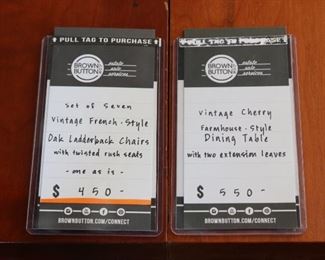 PULL TAG TO PURCHASE
BROWN BUTTON
estate
sale
services
Set of Seven
Vintage French-Style
Oak Ladderback Chairs
with twisted rush seats
- one as is -
$ 450-
BROWNBUTTON.COM/CONNECT
PULL TAG TO PURCHASE
BROWN BUTTON
estate
sale
services
Vintage Cherry
Farmhouse-Style
Dining Table
with two extension leaves
$ 550-
BROWNBUTTON.COM/CONNECT